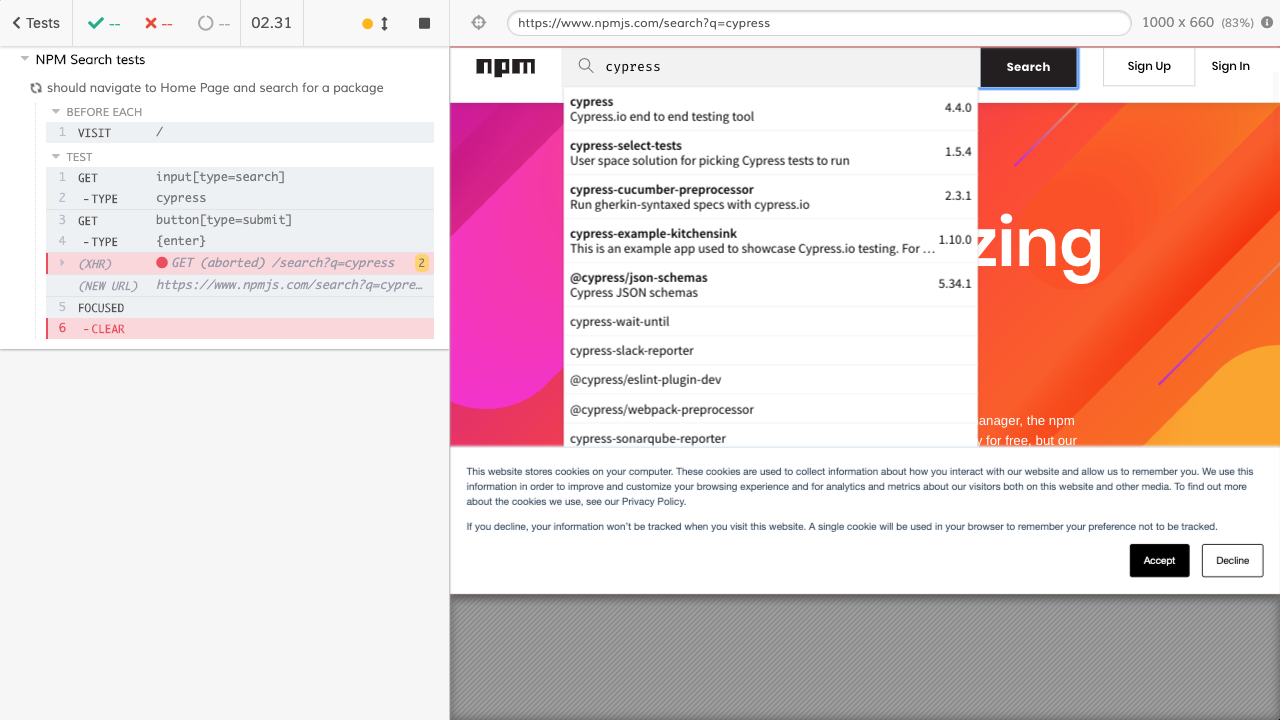 Tests
--
--
--
02.31
https://www.npmjs.com/search?q=cypress
1000 x 660 (83%)
NPM Search tests
should navigate to Home Page and search for a package
BEFORE EACH
1 VISIT /
TEST
1 GET input[type=search]
2 -TYPE cypress
3 GET button[type=submit]
4 -TYPE {enter}
(XHR) GET (aborted) /search?q=cypress 2
(NEW URL) https://www.npmjs.com/search?q=cypre…
5 FOCUSED
6 -CLEAR
npm
cypress
Search
Sign Up
Sign In
cypress
Cypress.io end to end testing tool
4.4.0
cypress-select-tests
User space solution for picking Cypress tests to run
1.5.4
cypress-cucumber-preprocessor
Run gherkin-syntaxed specs with cypress.io
2.3.1
cypress-example-kitchensink
This is an example app used to showcase Cypress.io testing. For …
1.10.0
@cypress/json-schemas
Cypress JSON schemas
5.34.1
cypress-wait-until
cypress-slack-reporter
@cypress/eslint-plugin-dev
@cypress/webpack-preprocessor
cypress-sonarqube-reporter
zing
anager, the npm
for free, but our
This website stores cookies on your computer. These cookies are used to collect information about how you interact with our website and allow us to remember you. We use this
information in order to improve and customize your browsing experience and for analytics and metrics about our visitors both on this website and other media. To find out more
about the cookies we use, see our Privacy Policy.
If you decline, your information won't be tracked when you visit this website. A single cookie will be used in your browser to remember your preference not to be tracked.
Accept
Decline